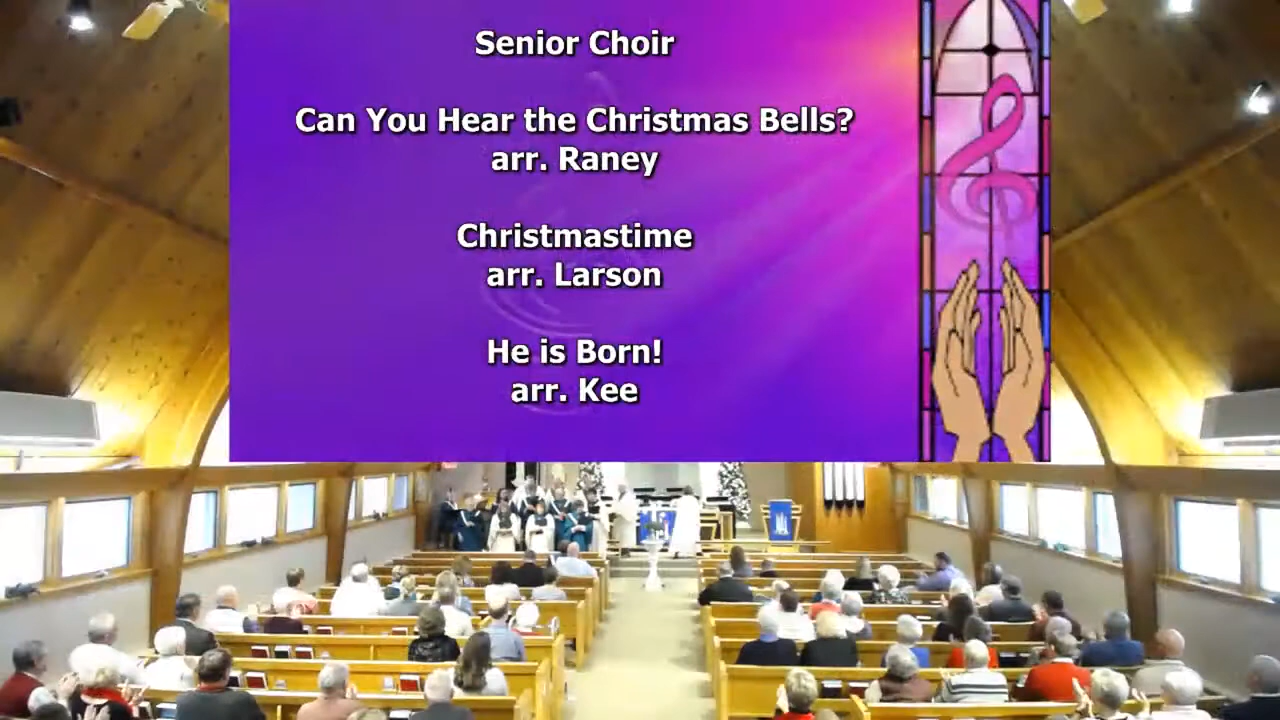 Senior Choir
Can You Hear the Christmas Bells?
arr. Raney
Christmastime
arr. Larson
He is Born!
arr. Kee